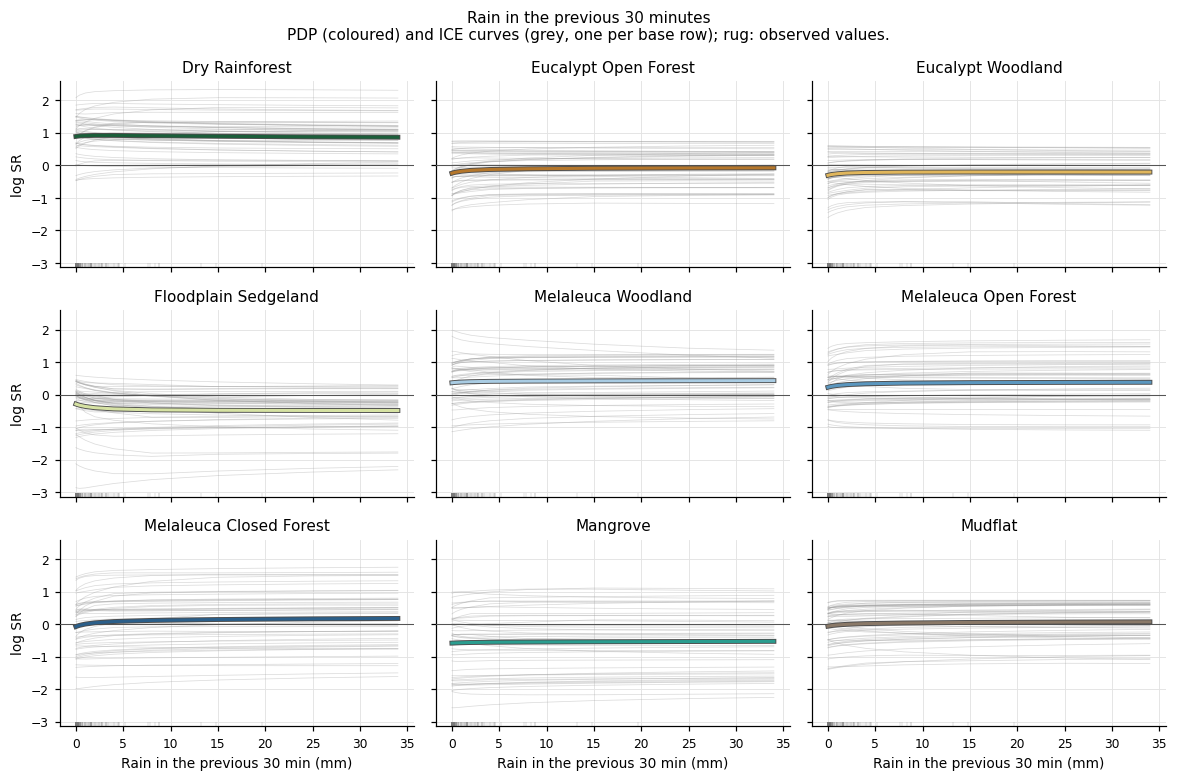 Rain in the previous 30 minutes
PDP (coloured) and ICE curves (grey, one per base row); rug: observed values.
Dry Rainforest
Eucalypt Open Forest
Eucalypt Woodland
log SR
2
1
0
−1
−2
−3
Floodplain Sedgeland
Melaleuca Woodland
Melaleuca Open Forest
log SR
2
1
0
−1
−2
−3
Melaleuca Closed Forest
Mangrove
Mudflat
log SR
2
1
0
−1
−2
−3
0 5 10 15 20 25 30 35
0 5 10 15 20 25 30 35
0 5 10 15 20 25 30 35
Rain in the previous 30 min (mm)
Rain in the previous 30 min (mm)
Rain in the previous 30 min (mm)